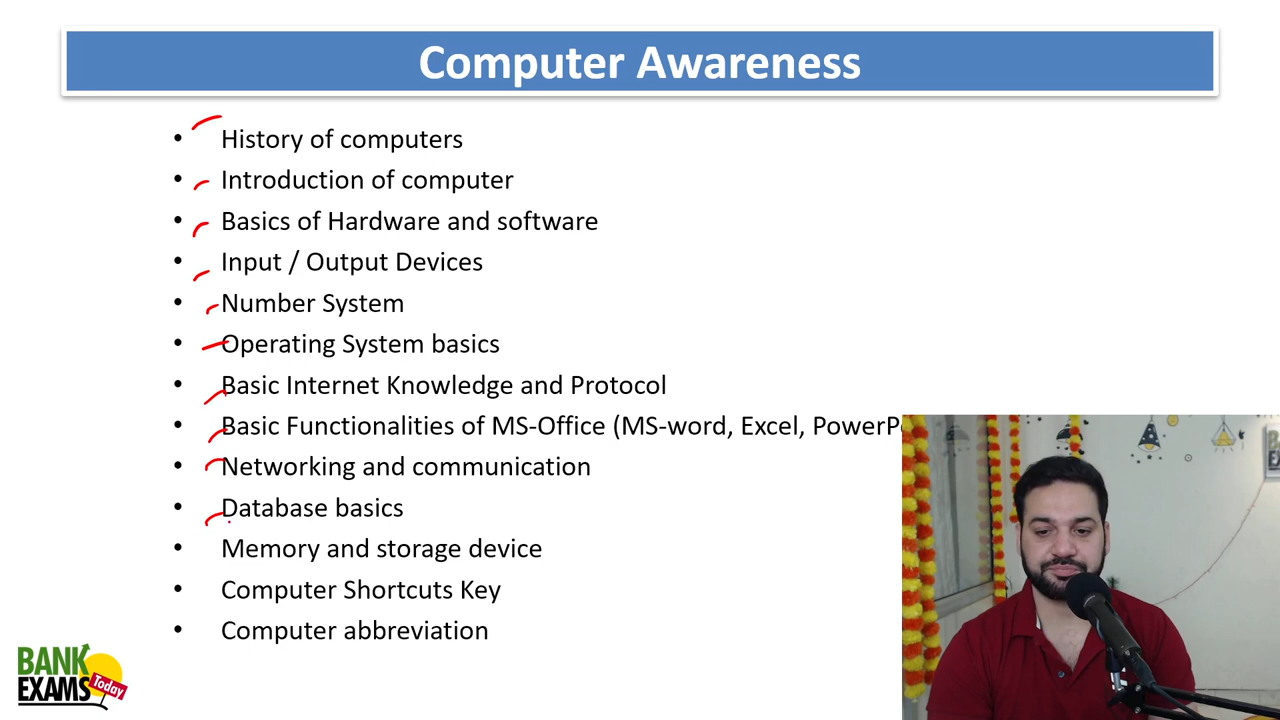 Computer Awareness
• History of computers
• Introduction of computer
• Basics of Hardware and software
• Input / Output Devices
• Number System
• Operating System basics
• Basic Internet Knowledge and Protocol
• Basic Functionalities of MS-Office (MS-word, Excel,
• Networking and communication
• Database basics
• Memory and storage device
• Computer Shortcuts Key
• Computer abbreviation
BANK
EXAMS
Today